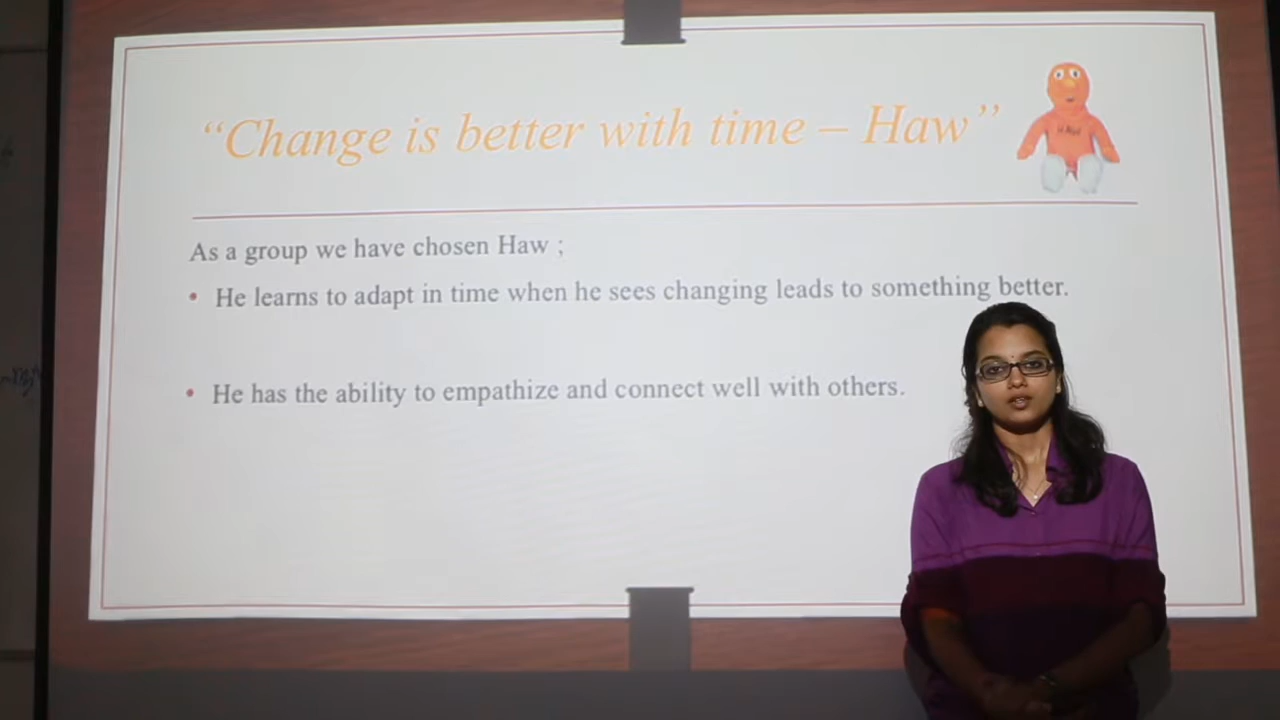 “Change is better with time – Haw”
As a group we have chosen Haw ;
• He learns to adapt in time when he sees changing leads to something better.
• He has the ability to empathize and connect well with others.
HAW